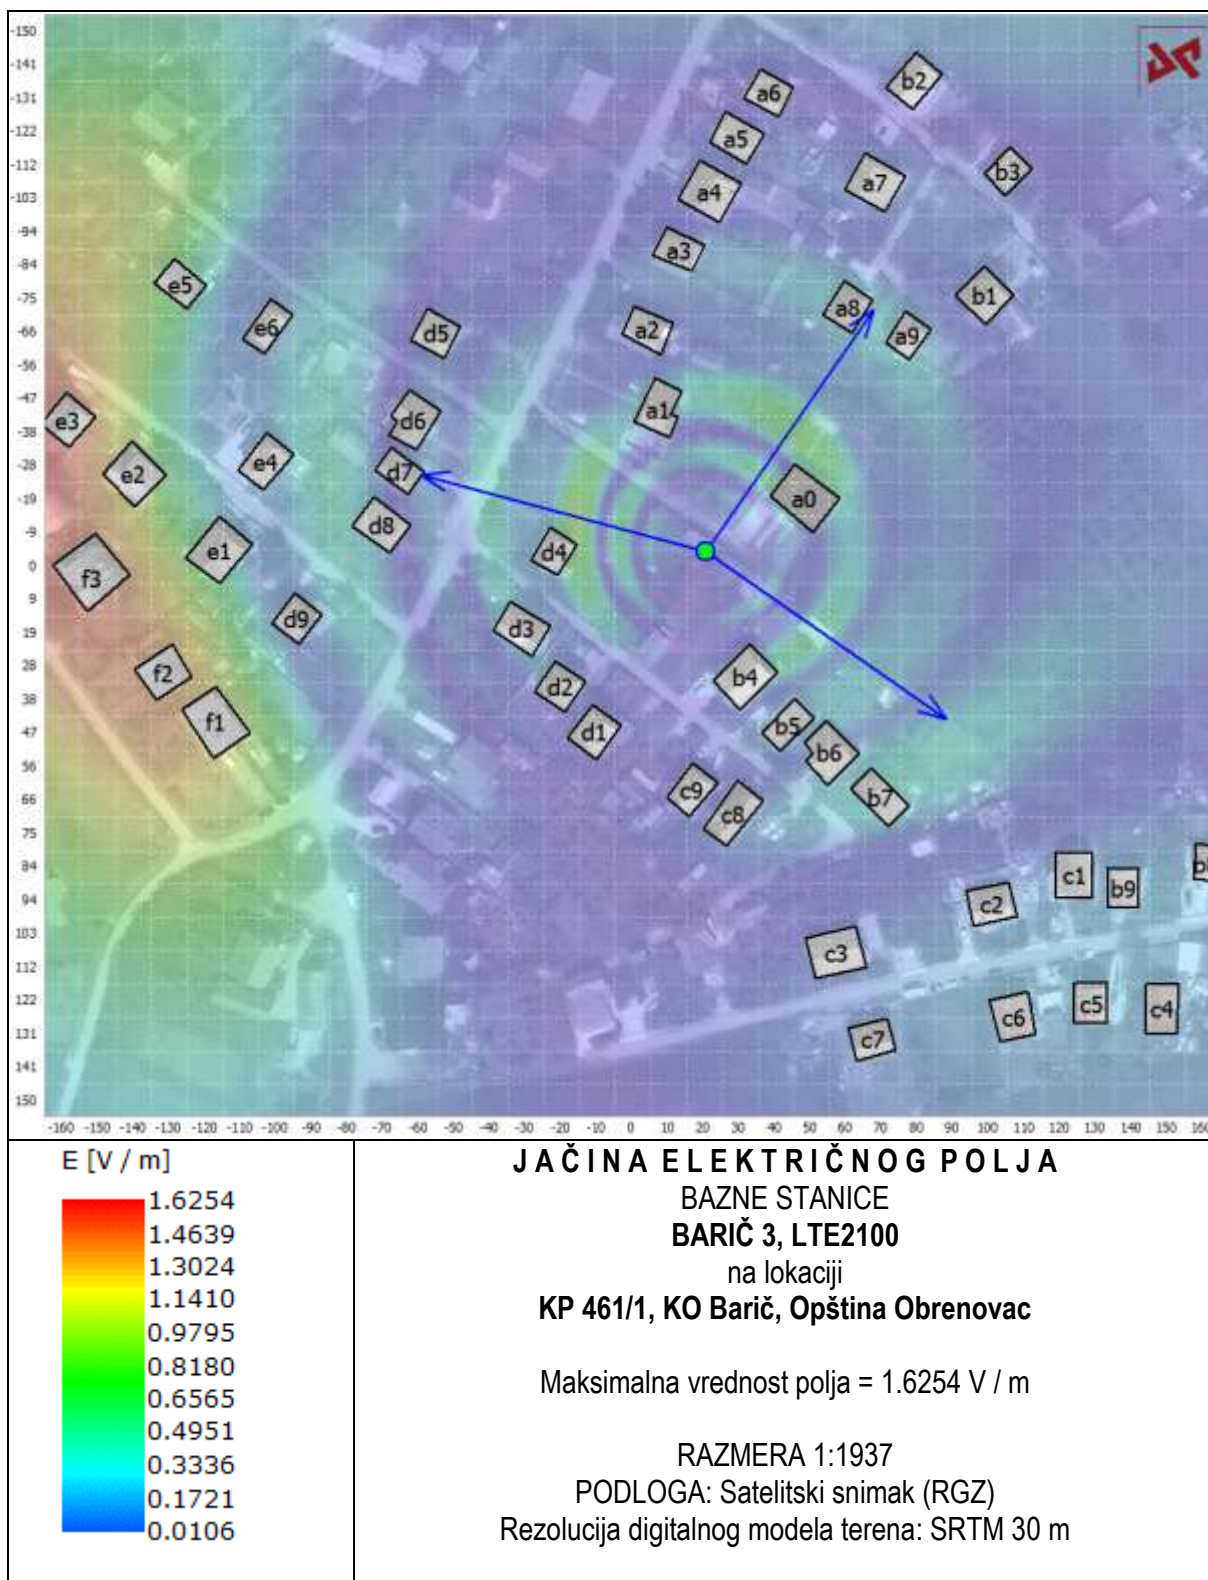 -150
-141
-131
-122
-112
-103
-94
-84
-75
-66
-56
-47
-38
-28
-19
-9
0
9
19
28
38
47
56
66
75
84
94
103
112
122
131
141
150
-160 -150 -140 -130 -120 -110 -100 -90 -80 -70 -60 -50 -40 -30 -20 -10 0 10 20 30 40 50 60 70 80 90 100 110 120 130 140 150
b2
a6
a5
b3
a7
a4
a3
e5
b1
a8
e6
a2
d5
a9
a1
e3
d6
e4
d7
e2
a0
d8
e1
d4
f3
d9
d3
f2
b4
d2
f1
b5
d1
b6
c9
b7
c8
c1
b9
c2
c3
c5
c4
c6
c7
E [V / m]
1.6254
1.4639
1.3024
1.1410
0.9795
0.8180
0.6565
0.4951
0.3336
0.1721
0.0106
JAČINA ELEKTRIČNOG POLJA
BAZNE STANICE
BARIČ 3, LTE2100
na lokaciji
KP 461/1, KO Barič, Opština Obrenovac
Maksimalna vrednost polja = 1.6254 V / m
RAZMERA 1:1937
PODLOGA: Satelitski snimak (RGZ)
Rezolucija digitalnog modela terena: SRTM 30 m